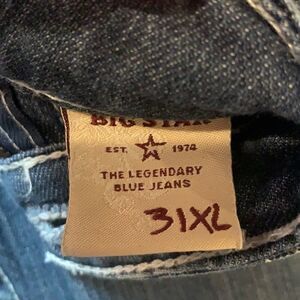 BIG STAR
EST. 1974
THE LEGENDARY
BLUE JEANS
31XL